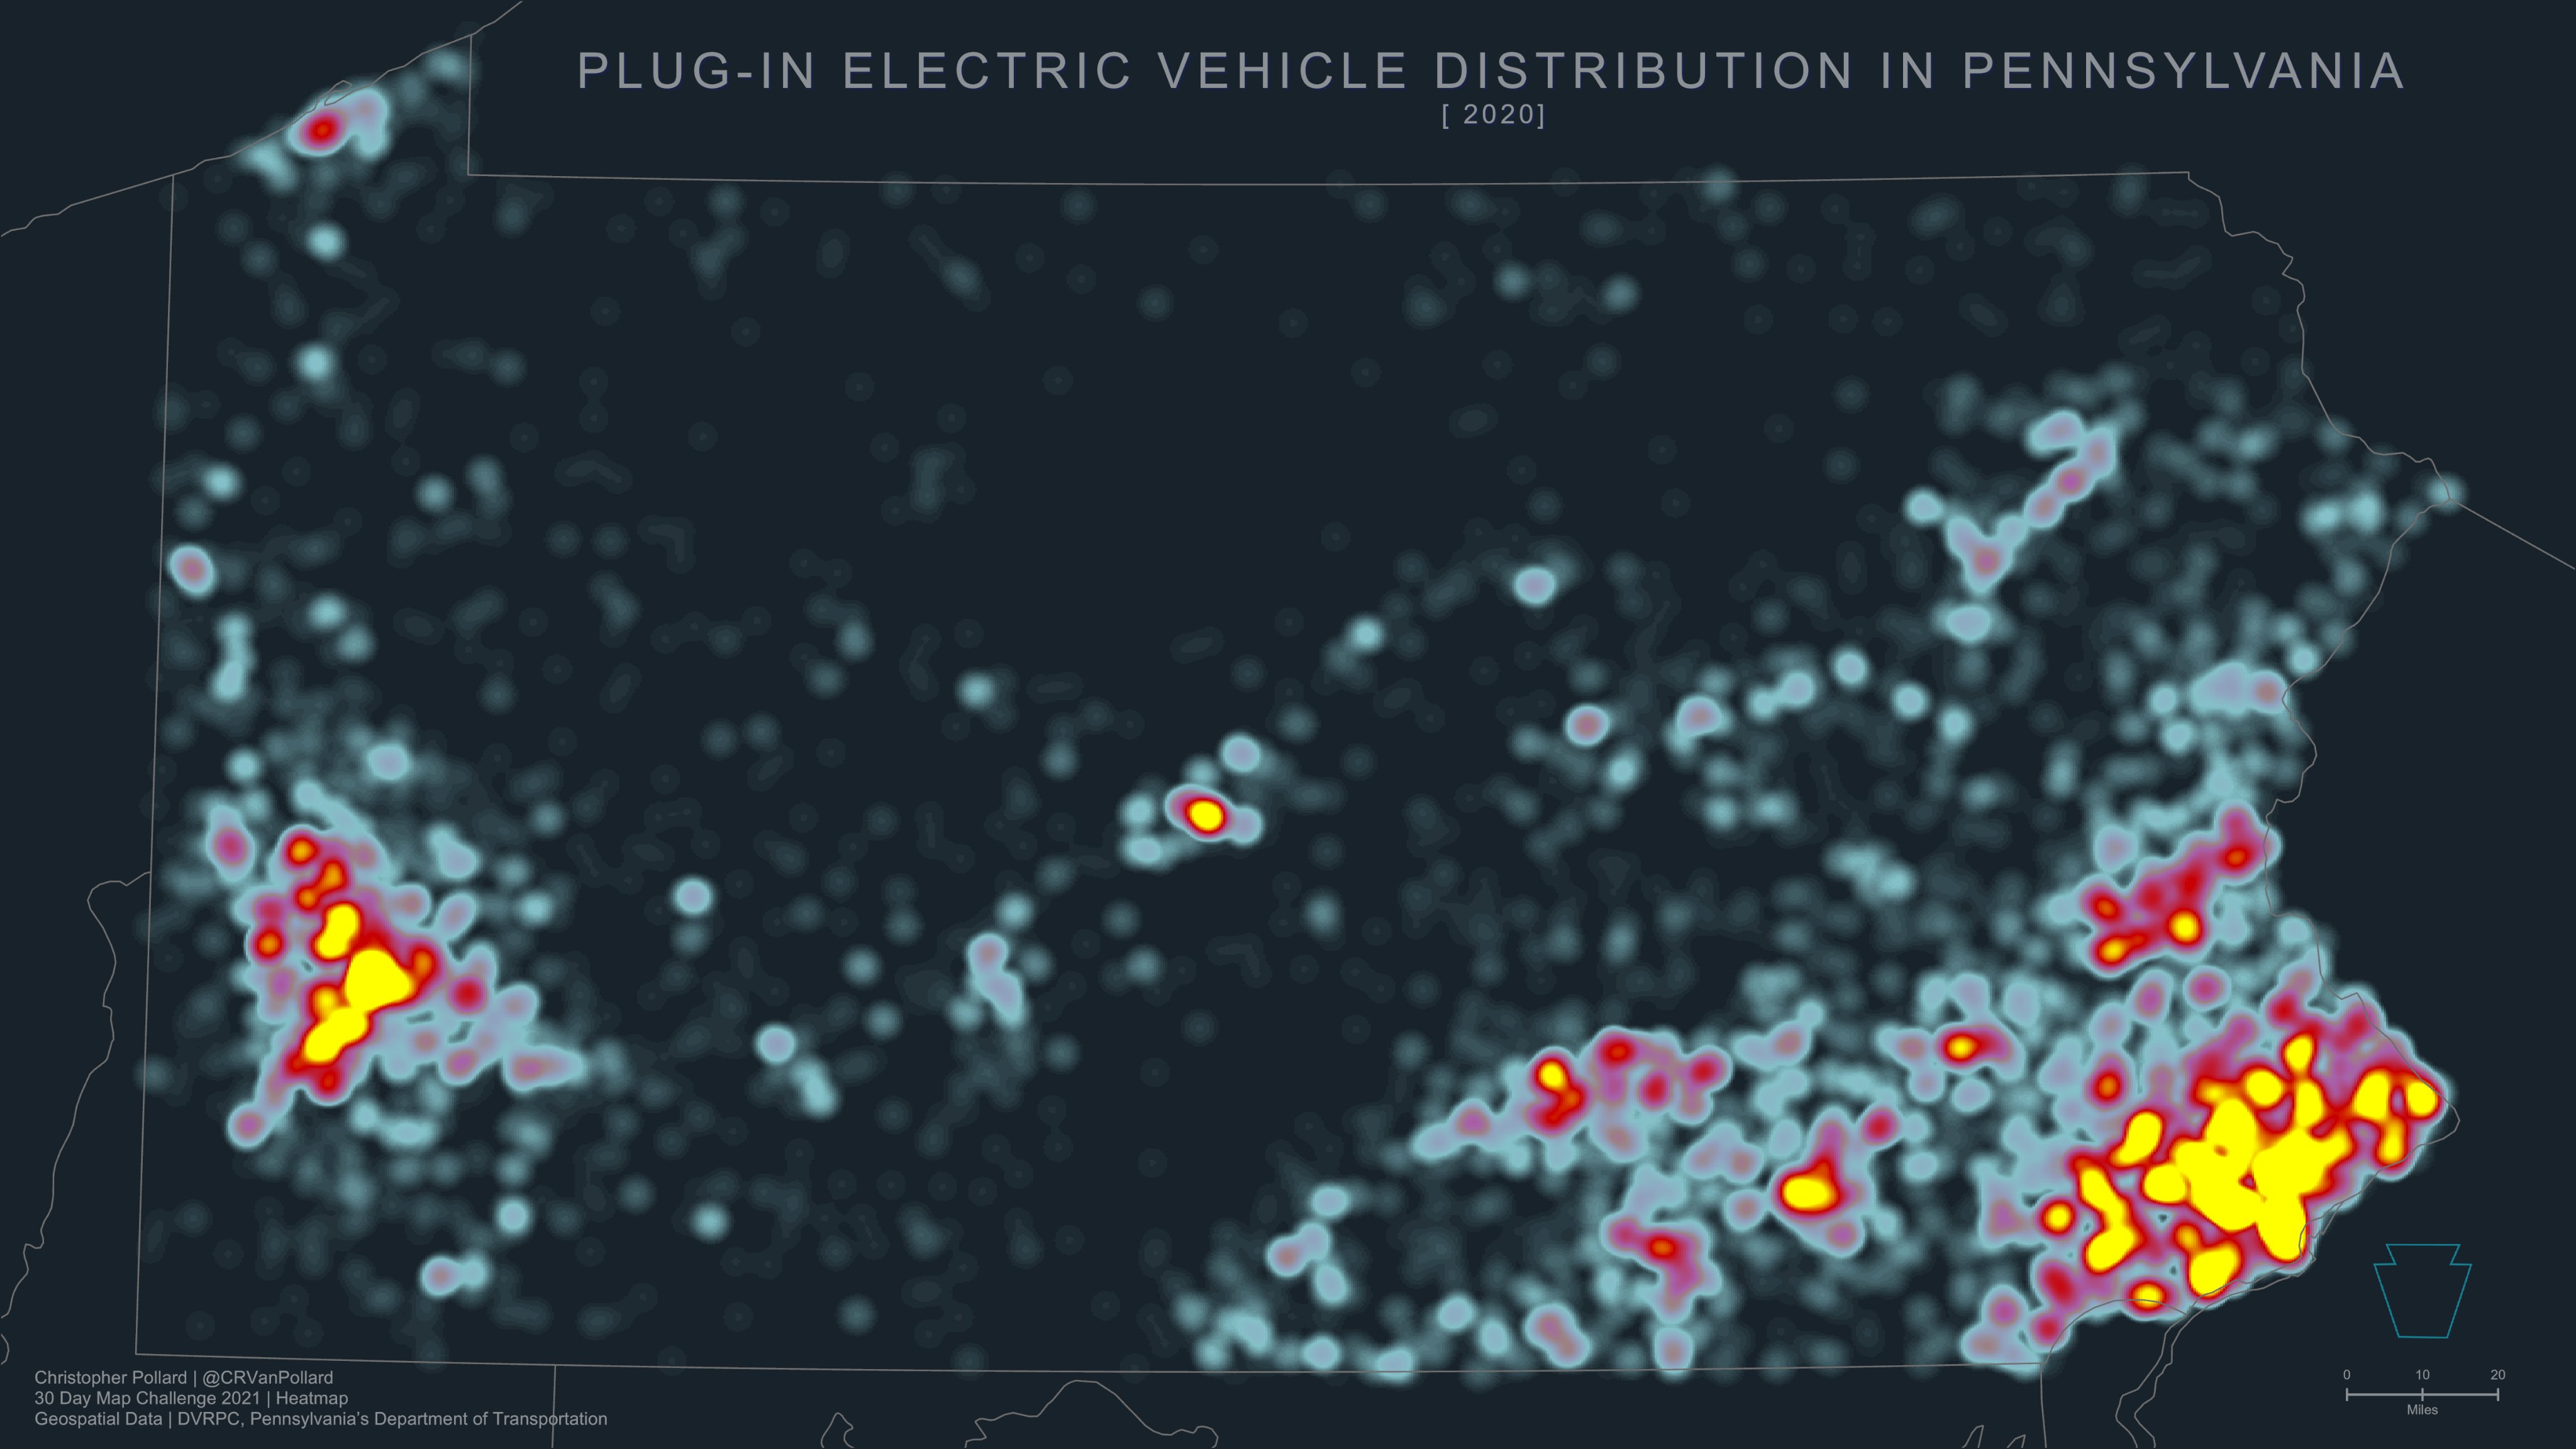 PLUG-IN ELECTRIC VEHICLE DISTRIBUTION IN PENNSYLVANIA
[ 2020]
Christopher Pollard | @CRVanPollard
30 Day Map Challenge 2021 | Heatmap
Geospatial Data | DVRPC, Pennsylvania's Department of Transportation
0 10 20
Miles